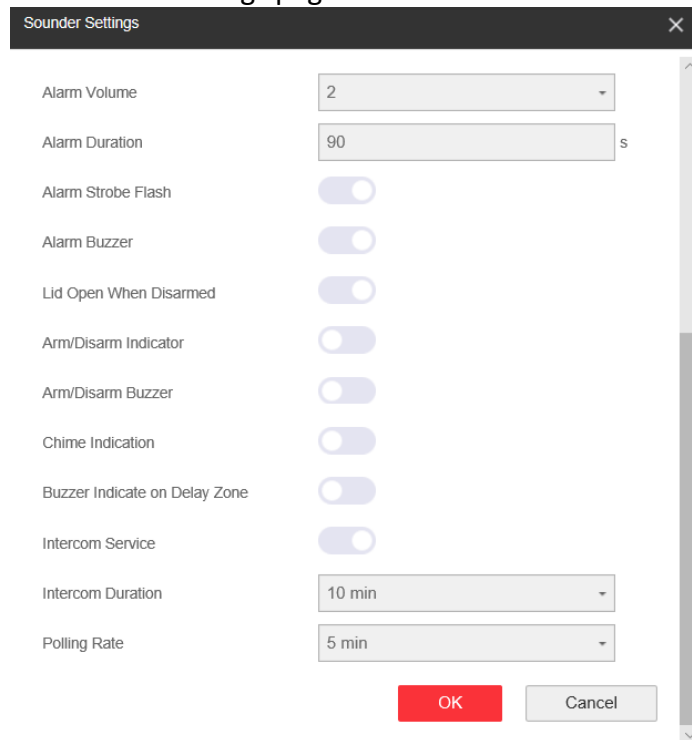 Sounder Settings
Alarm Volume 2
Alarm Duration 90 s
Alarm Strobe Flash
Alarm Buzzer
Lid Open When Disarmed
Arm/Disarm Indicator
Arm/Disarm Buzzer
Chime Indication
Buzzer Indicate on Delay Zone
Intercom Service
Intercom Duration 10 min
Polling Rate 5 min
OK Cancel